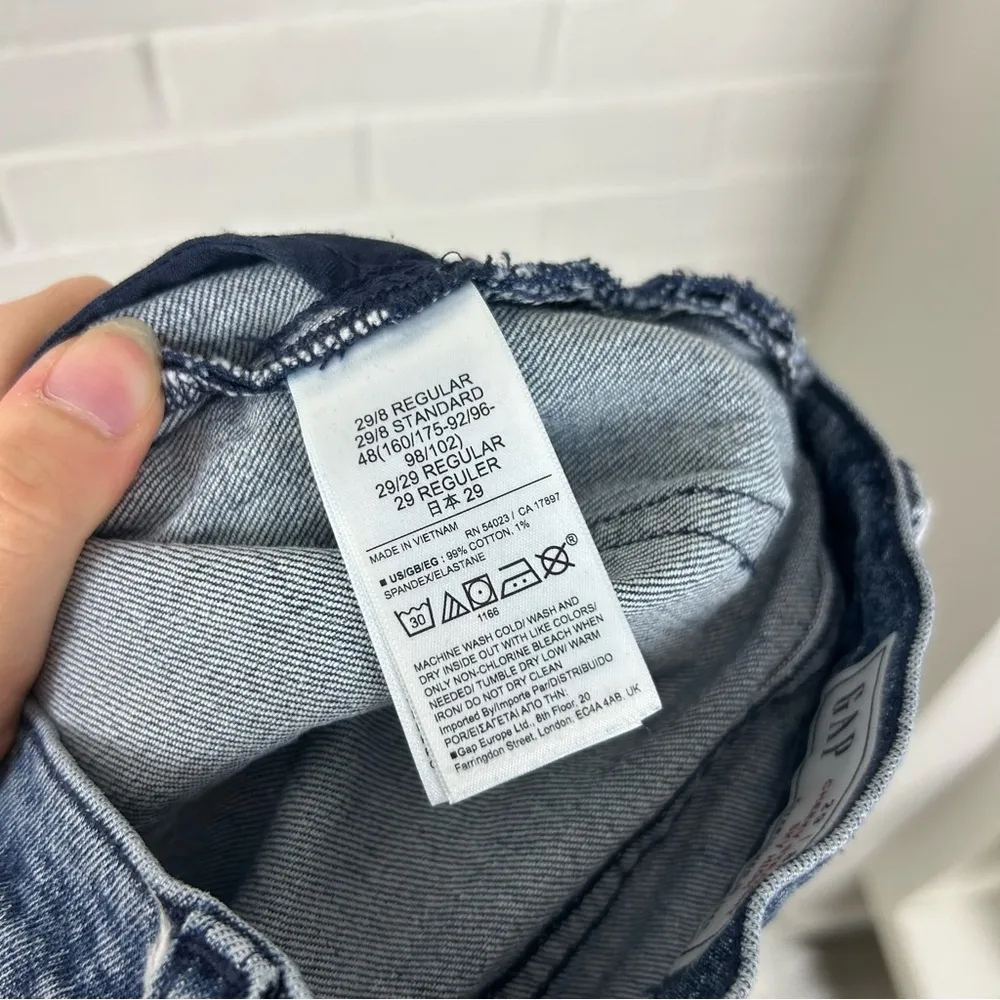 29/8 REGULAR
29/8 STANDARD
48(160/175-92/96-
98/102)
29/29 REGULAR
29 REGULER
日本 29
MADE IN VIETNAM RN 54023 / CA 17897
■ US/GB/EG : 99% COTTON, 1%
SPANDEX/ELASTANE
30 ®
1166
MACHINE WASH COLD/ WASH AND
DRY INSIDE OUT WITH LIKE COLORS/
ONLY NON-CHLORINE BLEACH WHEN
NEEDED/ TUMBLE DRY LOW/ WARM
IRON/ DO NOT DRY CLEAN
Imported By/Importe Par/DISTRIBUIDO
POR/ΕΙΣΑΓΕΤΑΙ ΑΠΟ ΤΗΝ:
■Gap Europe Ltd., 8th Floor, 20
Farringdon Street, London, EC4A 4AB. UK
GAP
29